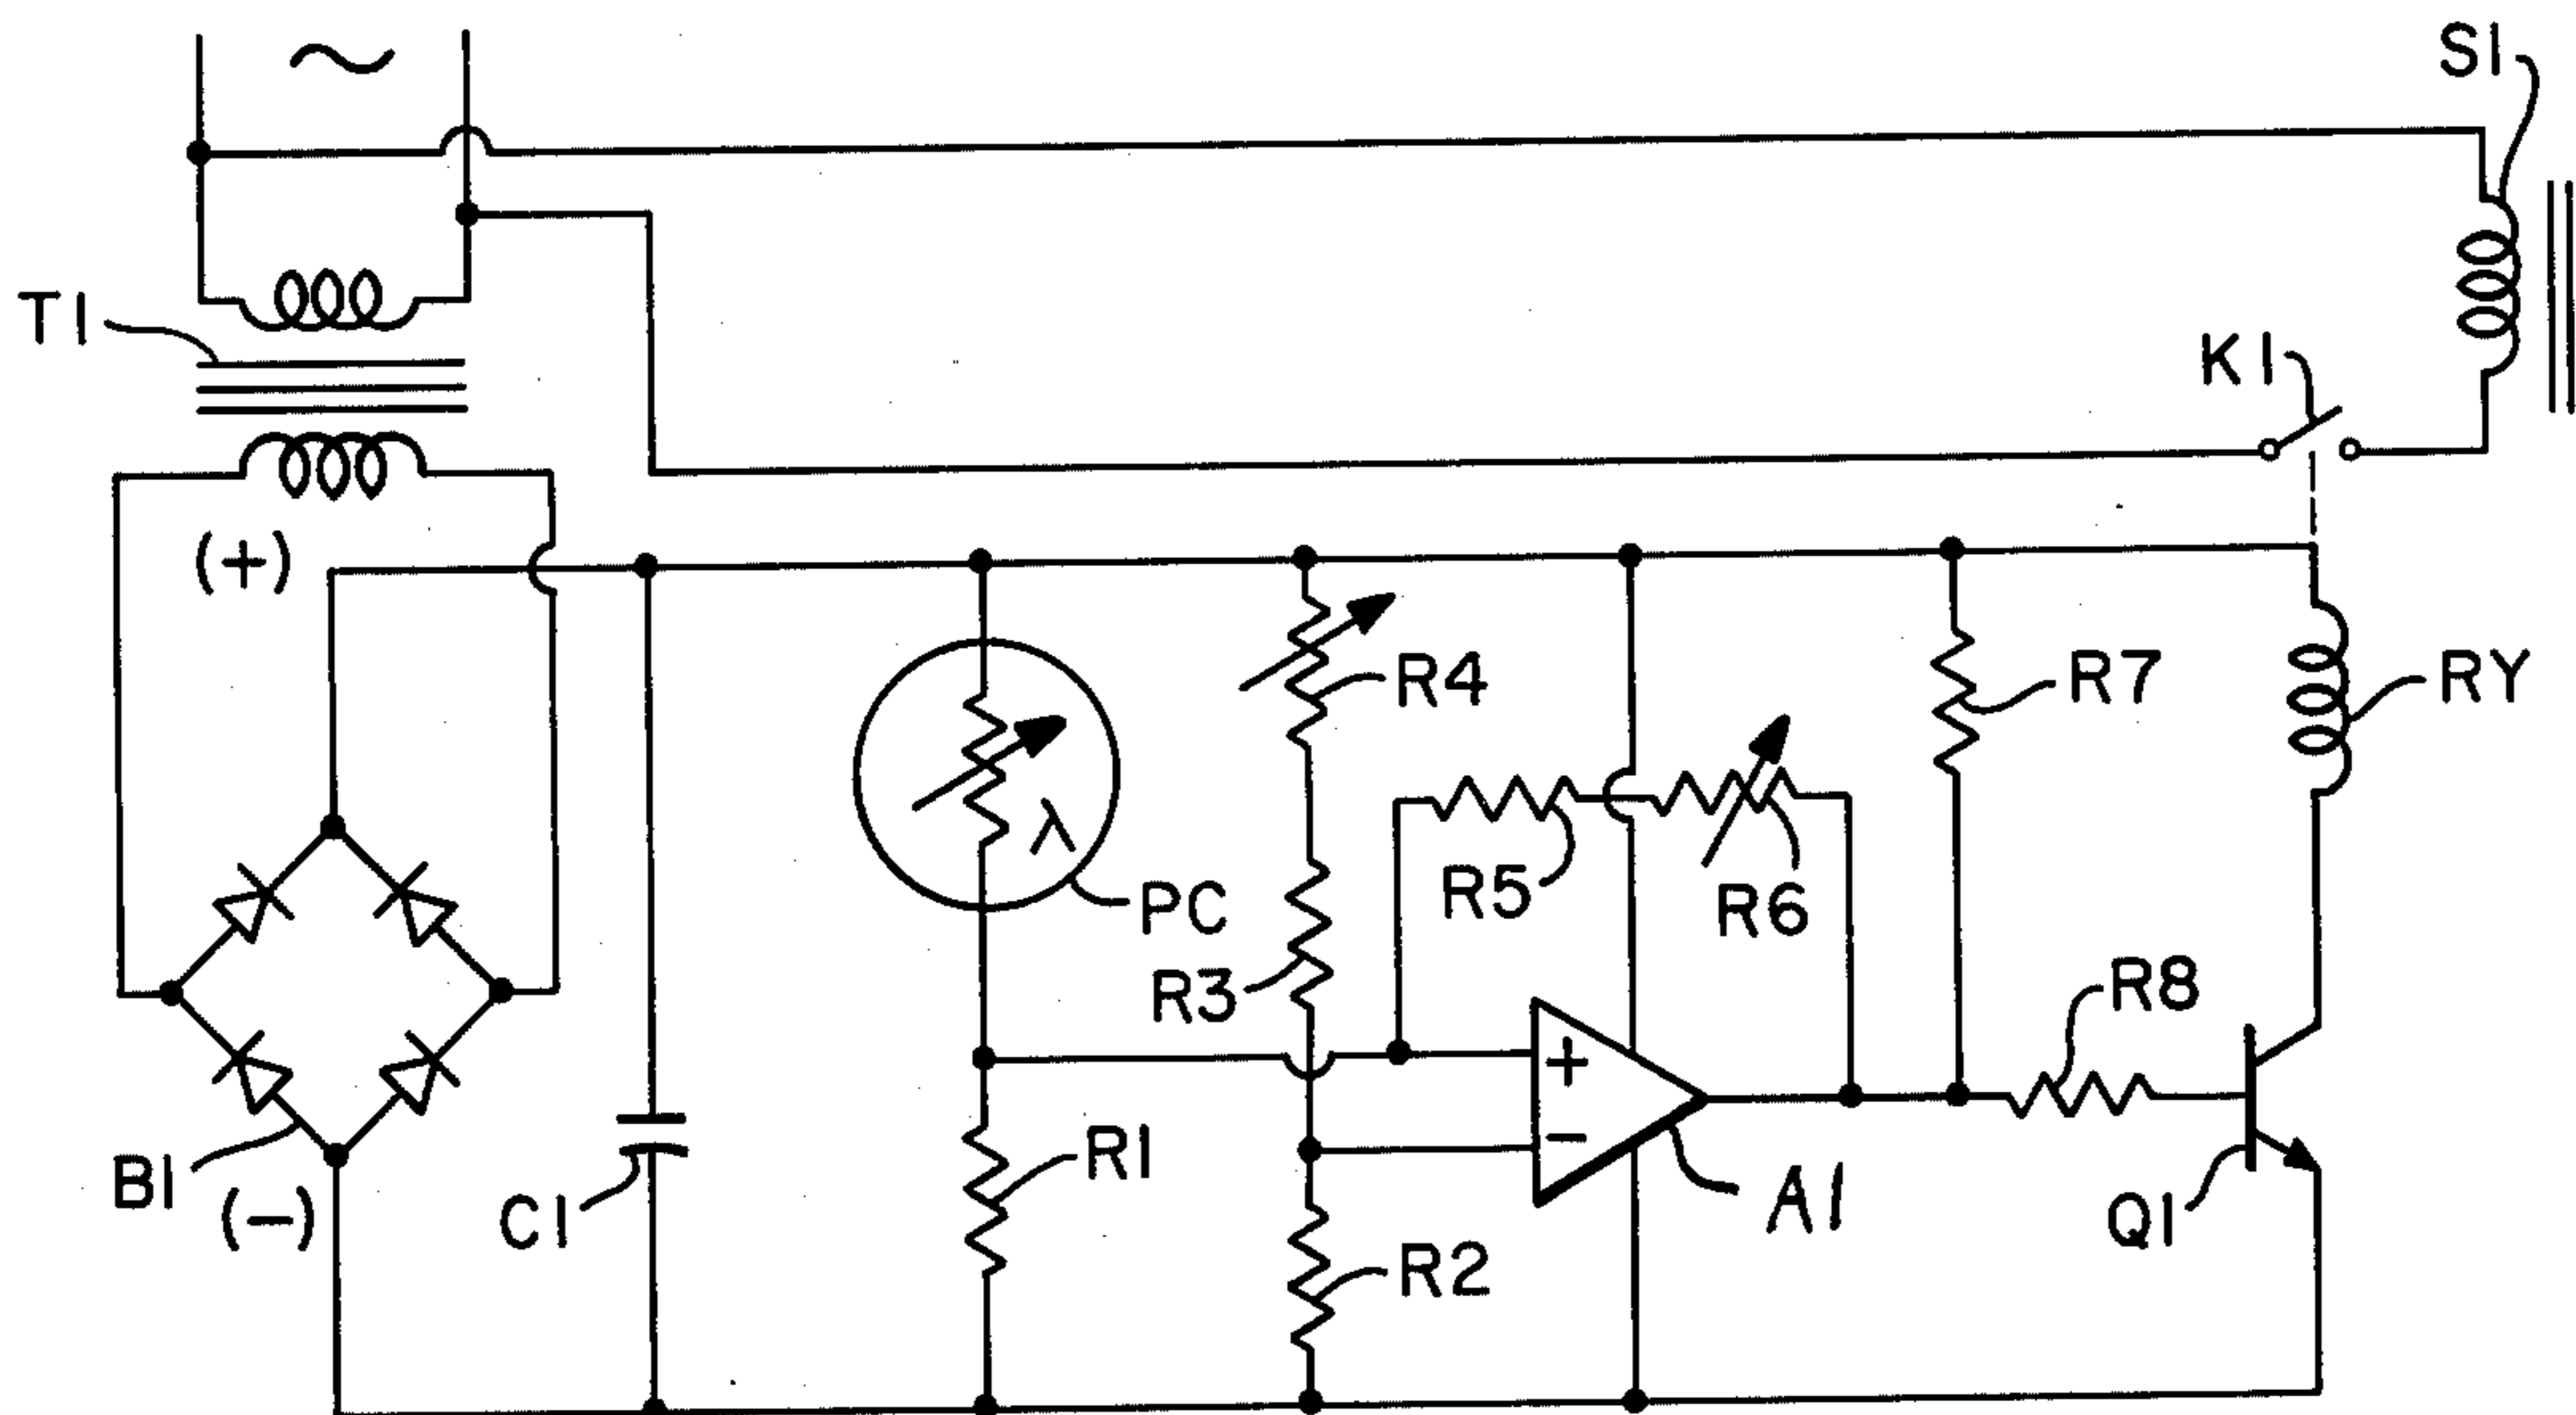 ~
S1
T1
K1
(+)
R4
R7
RY
λ
PC
R5
R6
R3
R8
+
−
B1
(−)
C1
R1
A1
Q1
R2